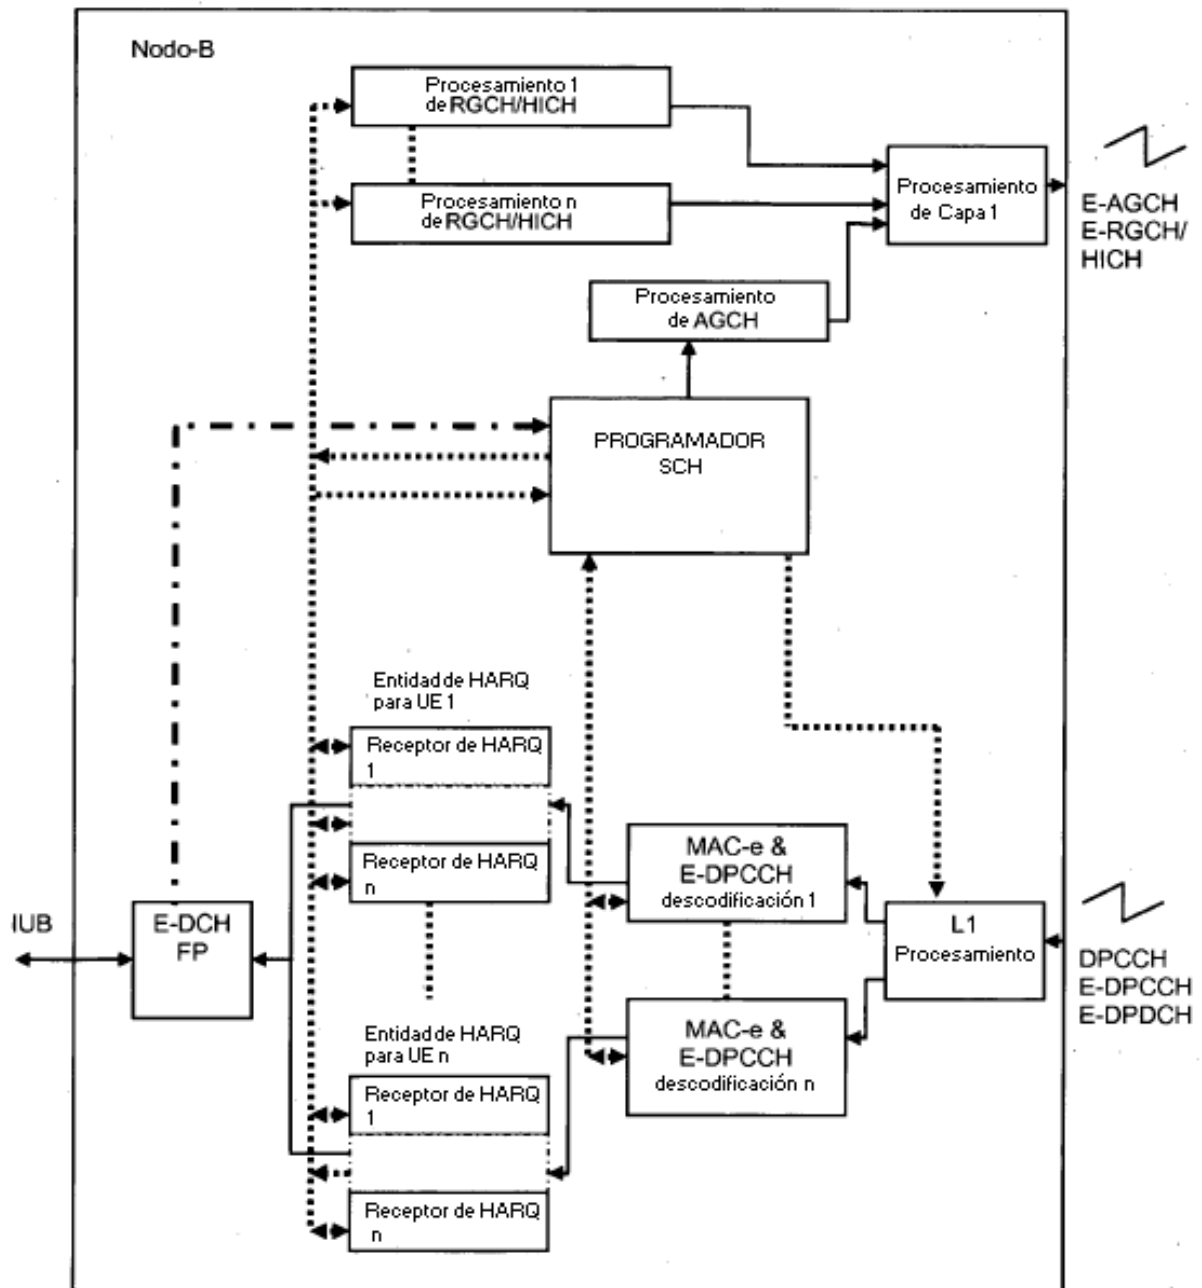 Nodo-B
Procesamiento 1
de RGCH/HICH
Procesamiento n
de RGCH/HICH
Procesamiento
de Capa 1
E-AGCH
E-RGCH/
HICH
Procesamiento
de AGCH
PROGRAMADOR
SCH
Entidad de HARQ
para UE 1
Receptor de HARQ
1
Receptor de HARQ
n
MAC-e &
E-DPCCH
descodificación 1
IUB
E-DCH
FP
L1
Procesamiento
DPCCH
E-DPCCH
E-DPDCH
MAC-e &
E-DPCCH
descodificación n
Entidad de HARQ
para UE n
Receptor de HARQ
1
Receptor de HARQ
n